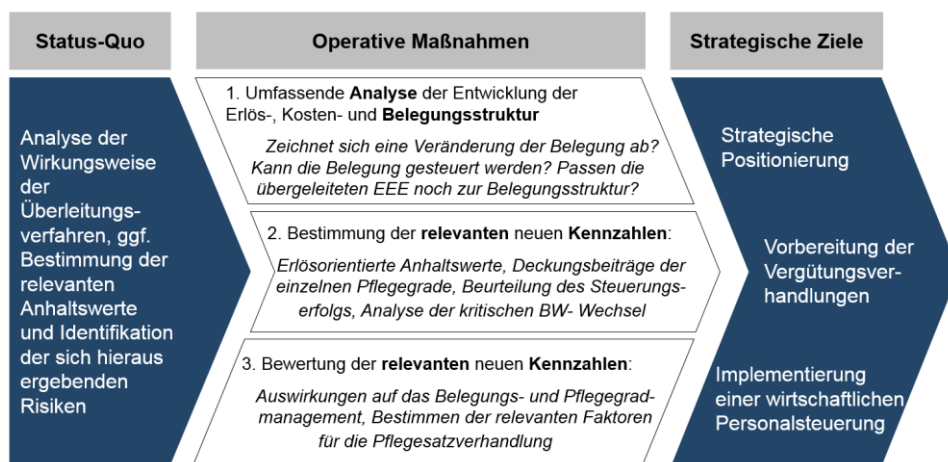 Status-Quo
Operative Maßnahmen
Strategische Ziele
Analyse der
Wirkungsweise
der
Überleitungs-
verfahren, ggf.
Bestimmung der
relevanten
Anhaltswerte
und Identifikation
der sich hieraus
ergebenden
Risiken
1. Umfassende Analyse der Entwicklung der
Erlös-, Kosten- und Belegungsstruktur
Zeichnet sich eine Veränderung der Belegung ab?
Kann die Belegung gesteuert werden? Passen die
übergeleiteten EEE noch zur Belegungsstruktur?
2. Bestimmung der relevanten neuen Kennzahlen:
Erlösorientierte Anhaltswerte, Deckungsbeiträge der
einzelnen Pflegegrade, Beurteilung des Steuerungs-
erfolgs, Analyse der kritischen BW- Wechsel
3. Bewertung der relevanten neuen Kennzahlen:
Auswirkungen auf das Belegungs- und Pflegegrad-
management, Bestimmen der relevanten Faktoren
für die Pflegesatzverhandlung
Strategische
Positionierung
Vorbereitung der
Vergütungsver-
handlungen
Implementierung
einer wirtschaftlichen
Personalsteuerung